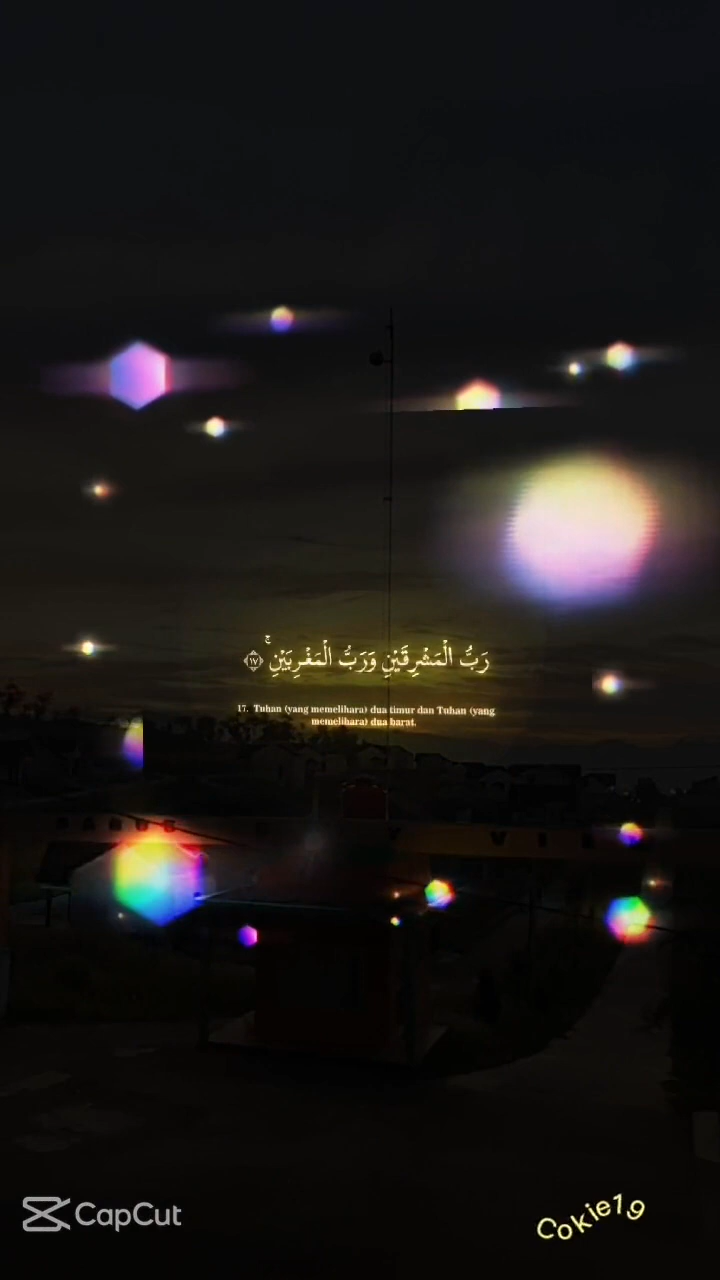 رَبُّ الْمَشْرِقَيْنِ وَرَبُّ الْمَغْرِبَيْنِۚ ١٧
17. Tuhan (yang memelihara) dua timur dan Tuhan (yang
memelihara) dua barat.
CapCut
Cokie19